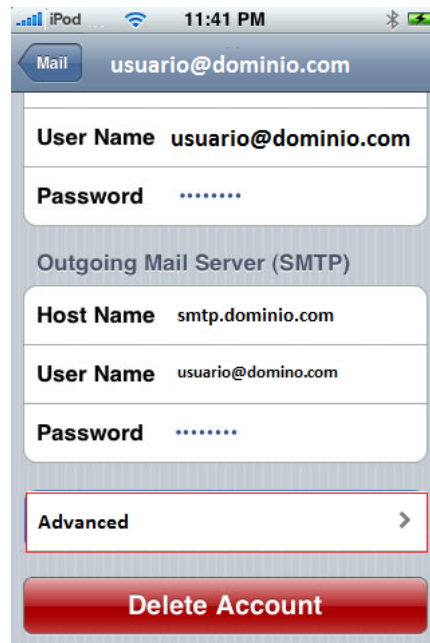 iPod 11:41 PM
Mail usuario@dominio.com
User Name usuario@dominio.com
Password ••••••••
Outgoing Mail Server (SMTP)
Host Name smtp.dominio.com
User Name usuario@domino.com
Password ••••••••
Advanced
Delete Account